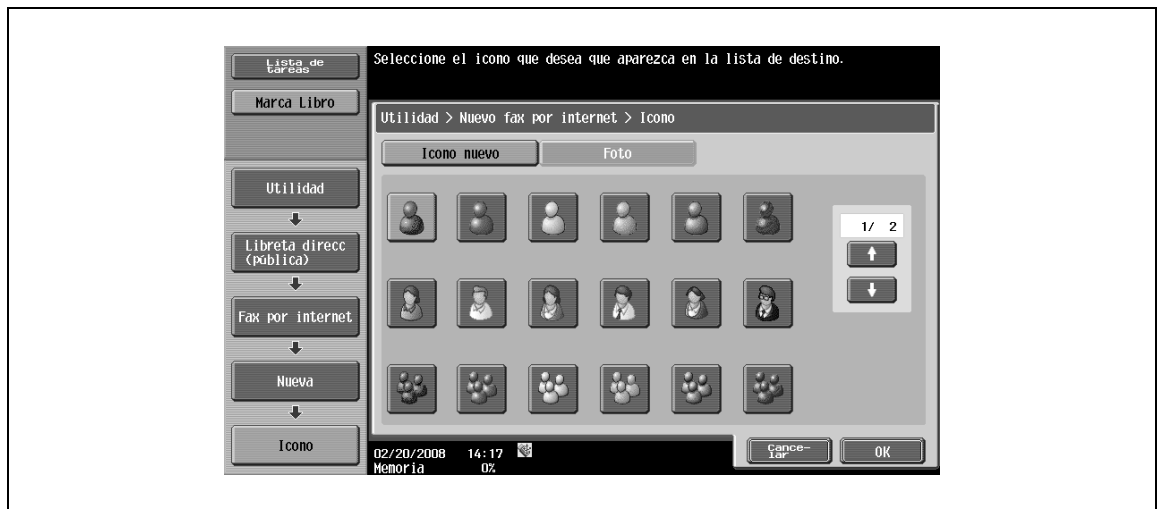 Lista de
tareas
Marca Libro
Utilidad
Libreta direcc
(pública)
Fax por internet
Nueva
Icono
Seleccione el icono que desea que aparezca en la lista de destino.
Utilidad > Nuevo fax por internet > Icono
Icono nuevo
Foto
1/ 2
02/20/2008 14:17
Memoria 0%
Cance-
lar
OK